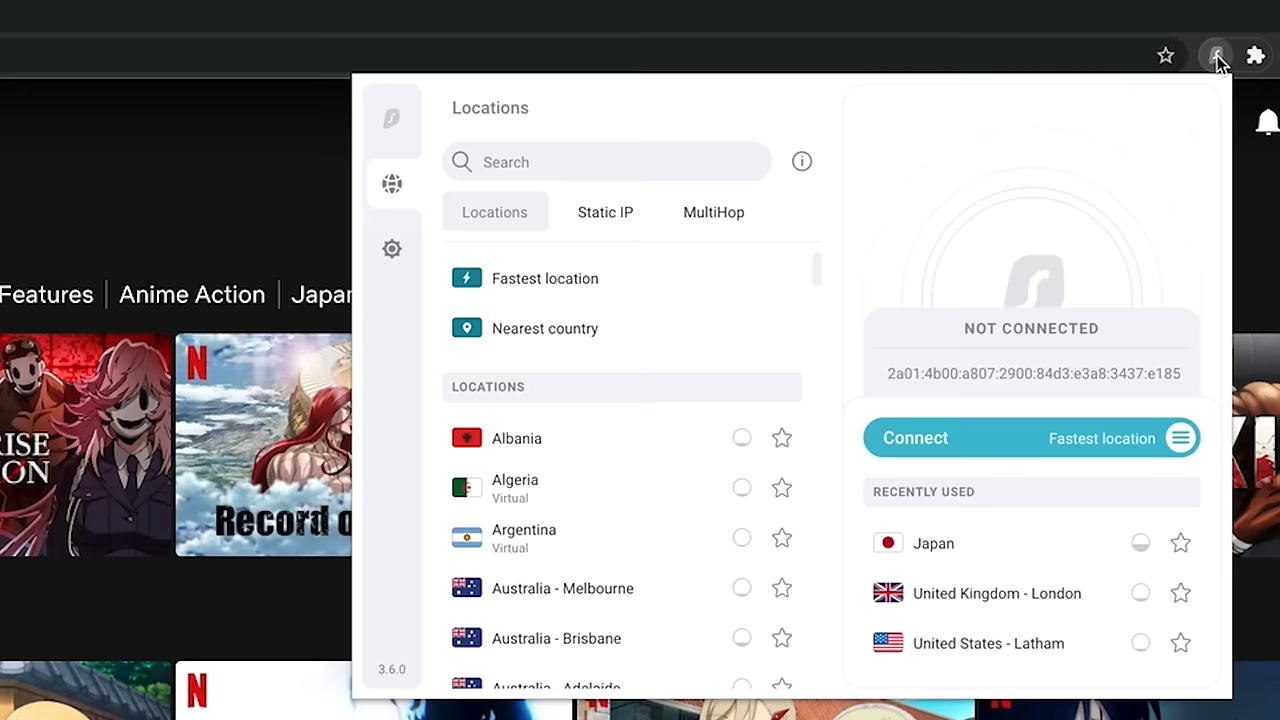 Locations
Search
Locations Static IP MultiHop
Fastest location
Nearest country
LOCATIONS
Albania
Algeria
Virtual
Argentina
Virtual
Australia - Melbourne
Australia - Brisbane
Australia - Adelaide
3.6.0
NOT CONNECTED
2a01:4b00:a807:2900:84d3:e3a8:3437:e185
Connect Fastest location
RECENTLY USED
Japan
United Kingdom - London
United States - Latham
Features Anime Action
N
Record
N